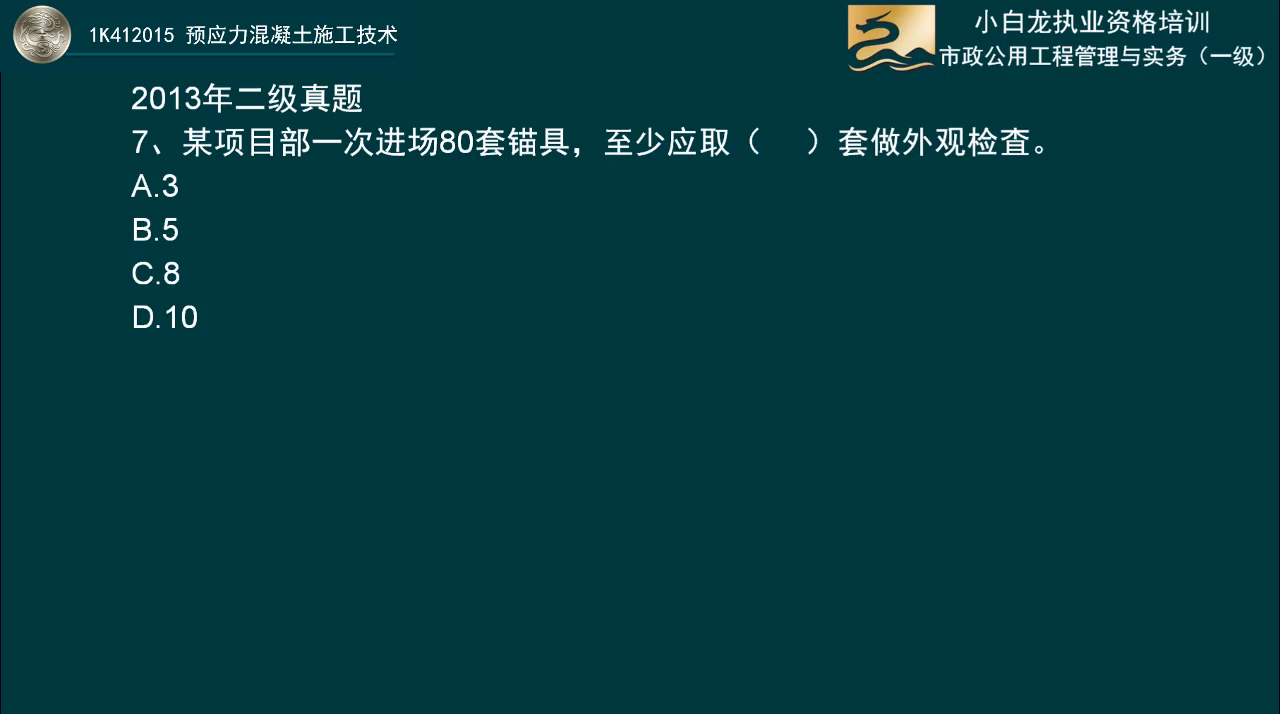 1K412015 预应力混凝土施工技术
小白龙执业资格培训
市政公用工程管理与实务（一级）
2013年二级真题
7、某项目部一次进场80套锚具，至少应取（　）套做外观检查。
A.3
B.5
C.8
D.10